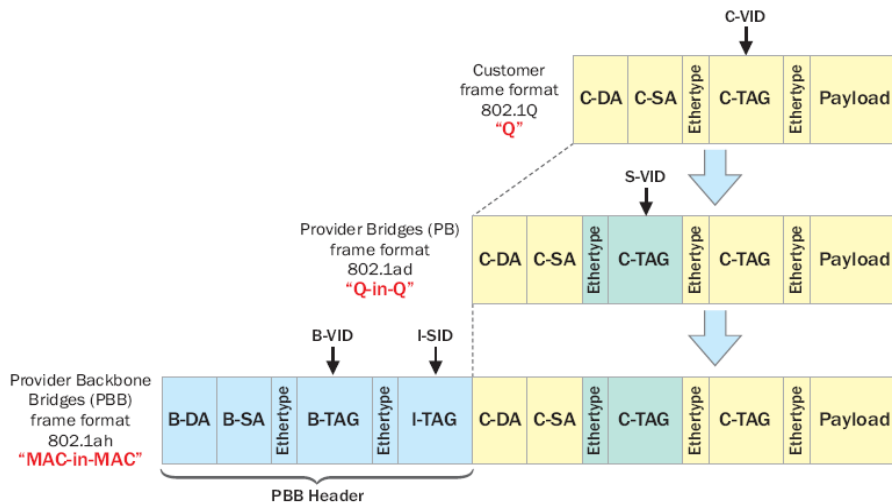 C-VID
Customer
frame format
802.1Q
“Q”
C-DA C-SA Ethertype C-TAG Ethertype Payload
S-VID
Provider Bridges (PB)
frame format
802.1ad
“Q-in-Q”
C-DA C-SA Ethertype C-TAG Ethertype C-TAG Ethertype Payload
B-VID I-SID
Provider Backbone
Bridges (PBB)
frame format
802.1ah
“MAC-in-MAC”
B-DA B-SA Ethertype B-TAG Ethertype I-TAG C-DA C-SA Ethertype C-TAG Ethertype C-TAG Ethertype Payload
PBB Header